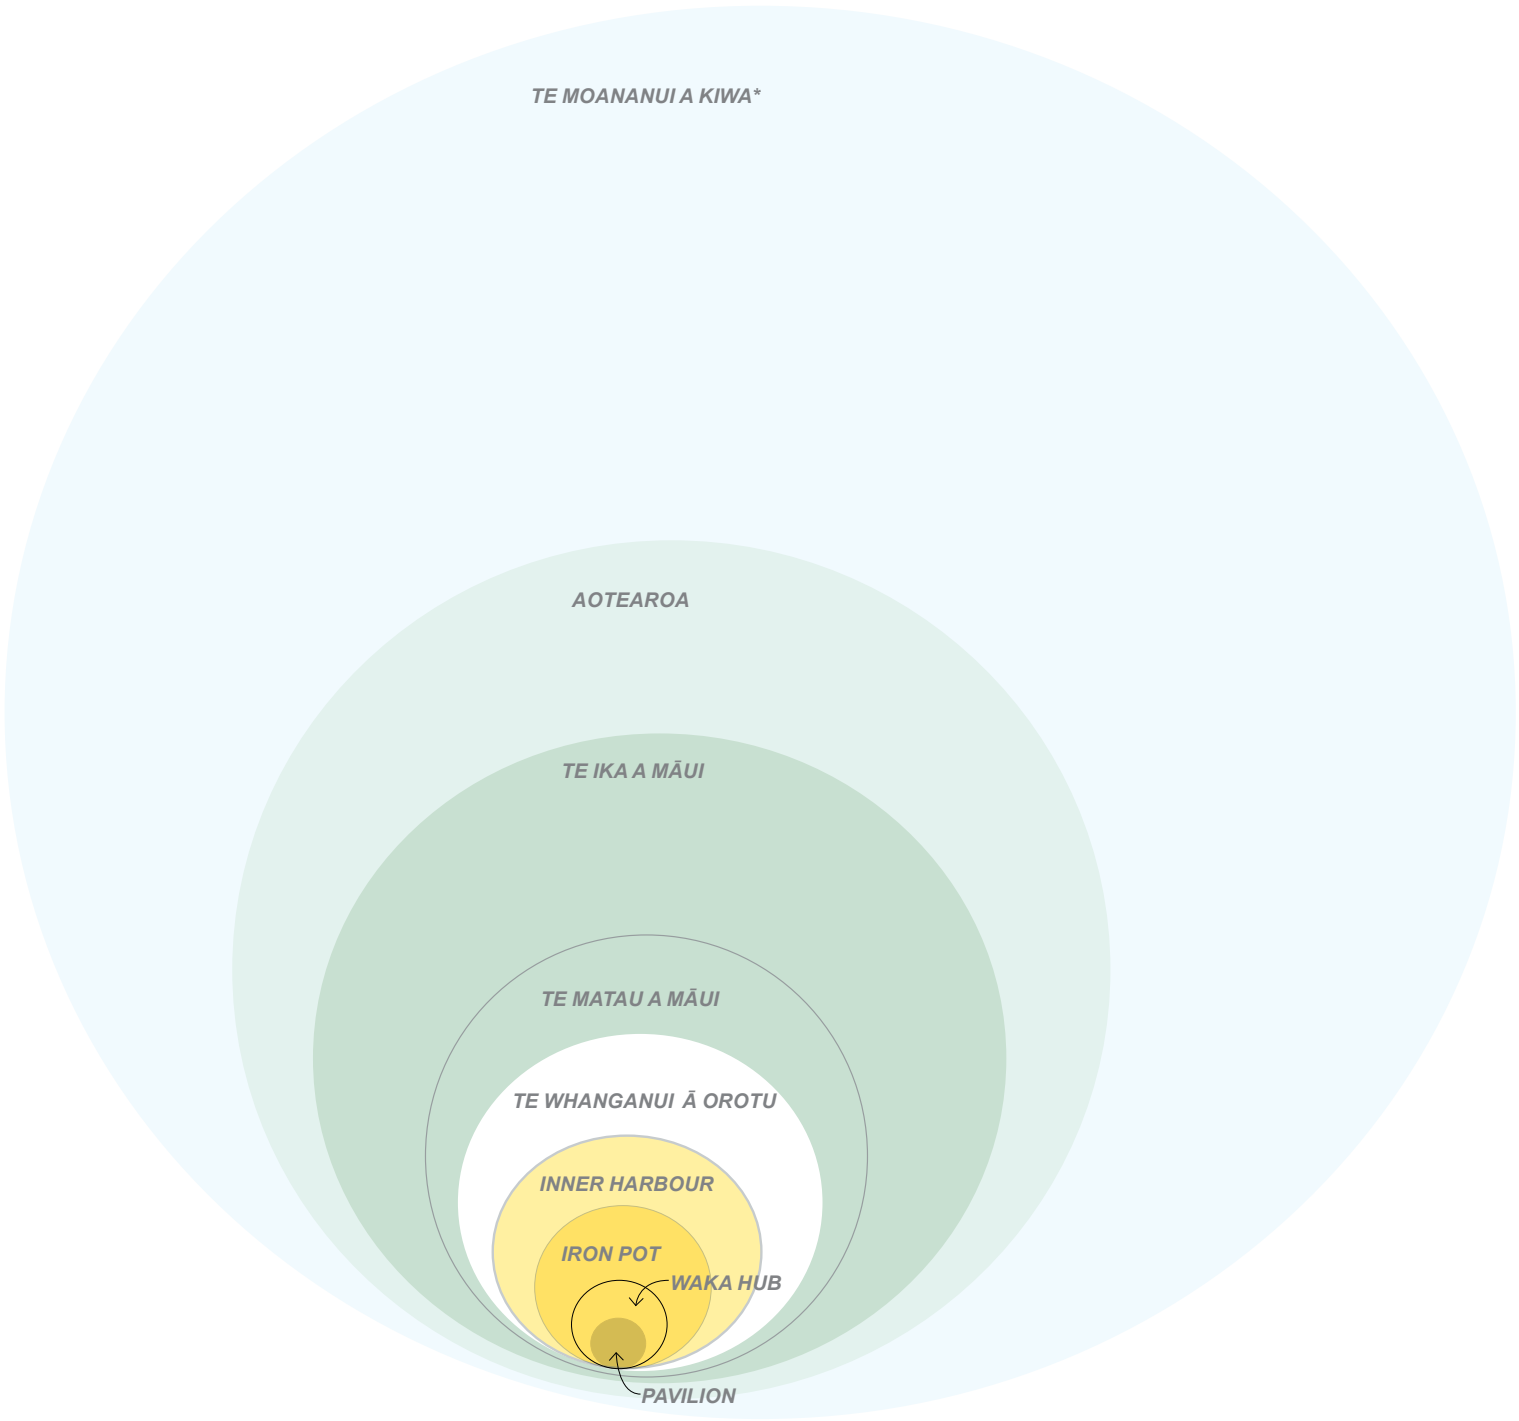 TE MOANANUI A KIWA*
AOTEAROA
TE IKA A MĀUI
TE MATAU A MĀUI
TE WHANGANUI Ā OROTU
INNER HARBOUR
IRON POT
WAKA HUB
PAVILION